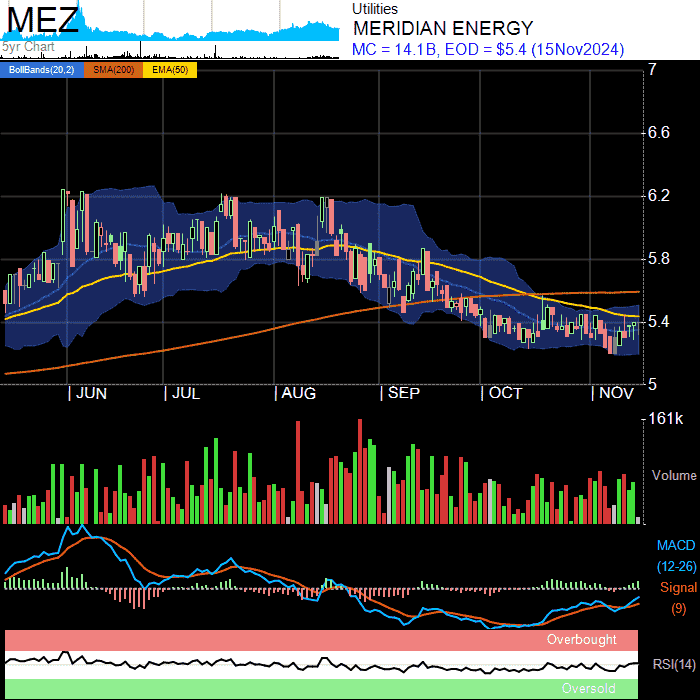 MEZ
5yr Chart
Utilities
MERIDIAN ENERGY
MC = 14.1B, EOD = $5.4 (15Nov2024)
BollBands(20,2) SMA(200) EMA(50)
7
6.6
6.2
5.8
5.4
5
| JUN | JUL | AUG | SEP | OCT | NOV
161k
Volume
MACD
(12-26)
Signal
(9)
Overbought
RSI(14)
Oversold